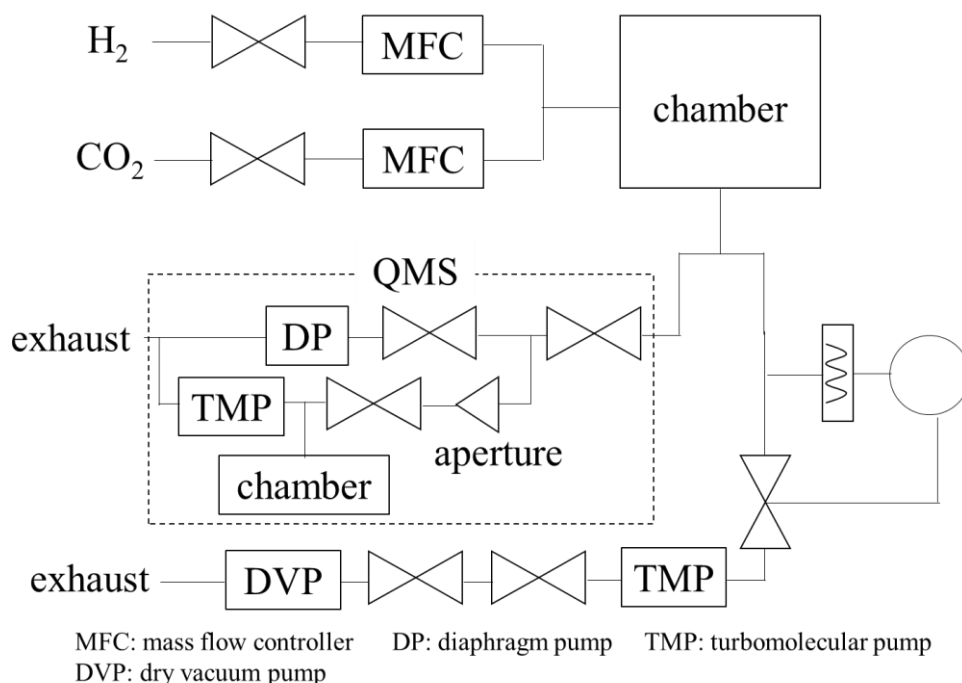 H₂
MFC
chamber
CO₂
MFC
QMS
exhaust
DP
TMP
aperture
chamber
exhaust
DVP
TMP
MFC: mass flow controller DP: diaphragm pump TMP: turbomolecular pump
DVP: dry vacuum pump